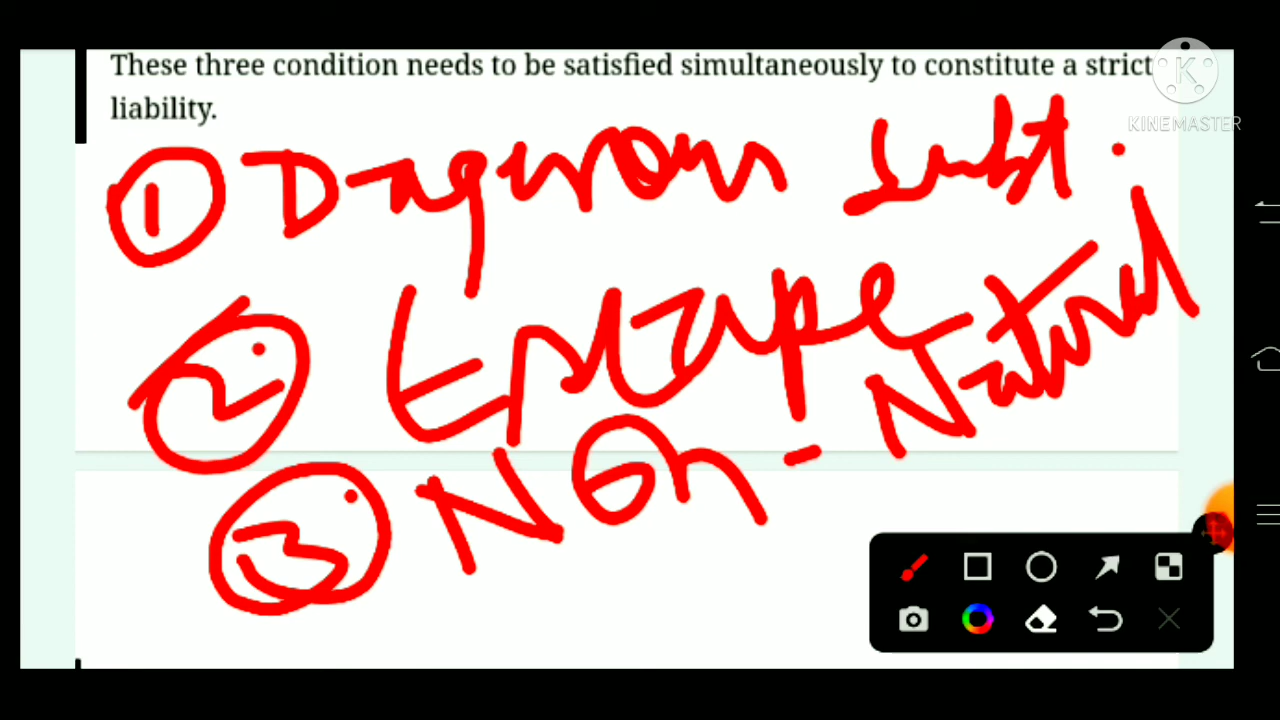 These three condition needs to be satisfied simultaneously to constitute a strict
liability.
KINEMASTER
① Dagerous subst.
② Escape
③ Non-Natural